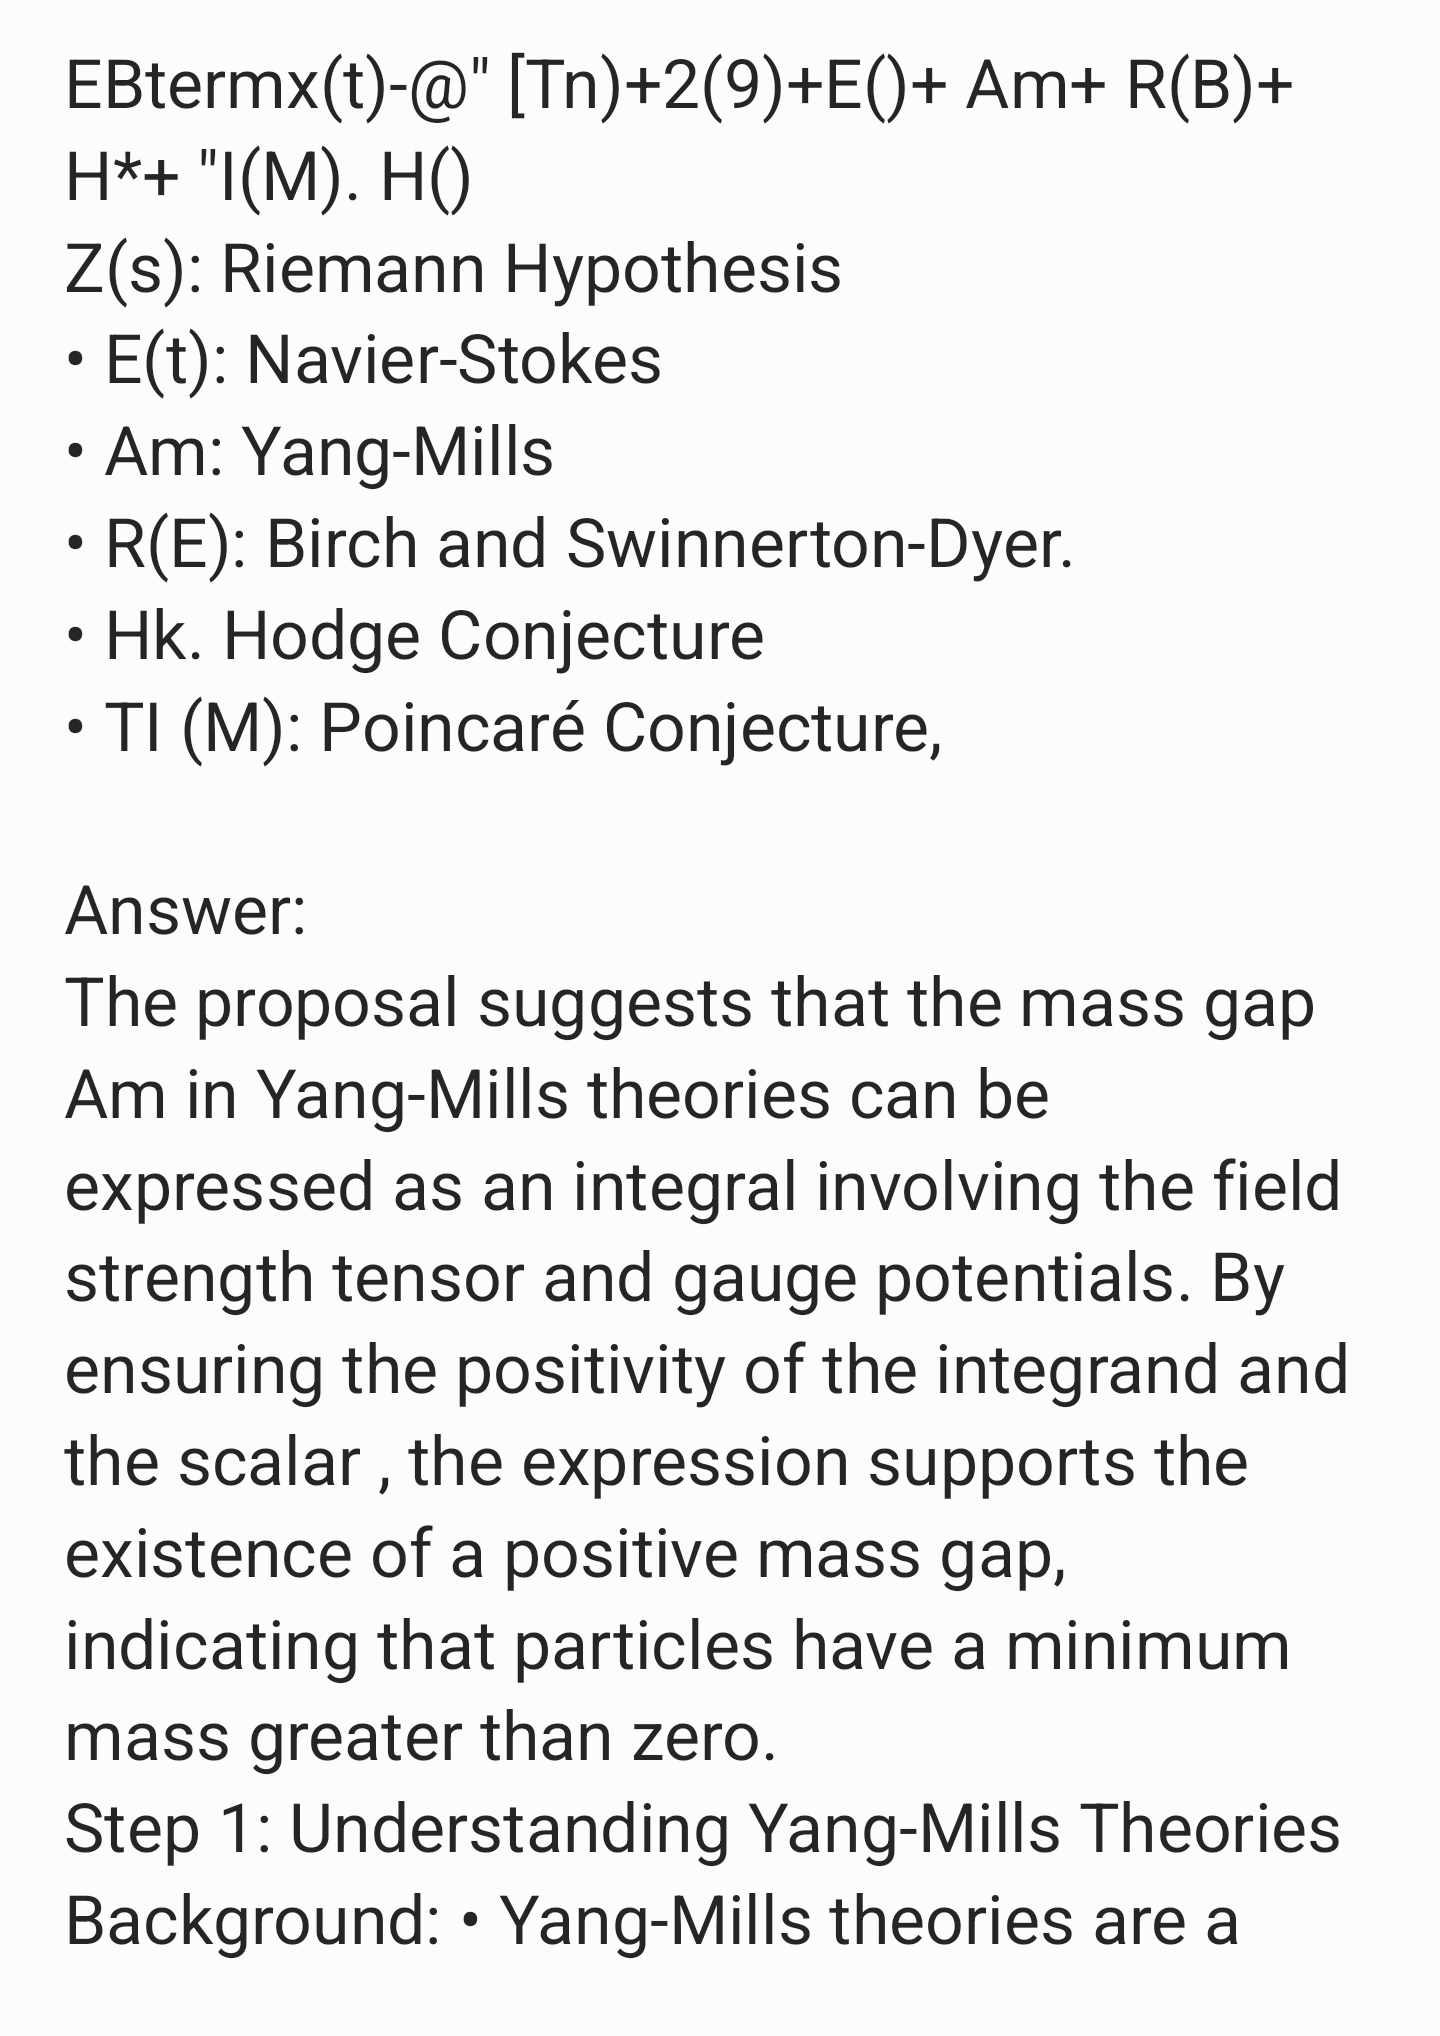 EBtermx(t)-@" [Tn)+2(9)+E()+ Am+ R(B)+
H*+ "I(M). H()
Z(s): Riemann Hypothesis
• E(t): Navier-Stokes
• Am: Yang-Mills
• R(E): Birch and Swinnerton-Dyer.
• Hk. Hodge Conjecture
• TI (M): Poincaré Conjecture,
Answer:
The proposal suggests that the mass gap
Am in Yang-Mills theories can be
expressed as an integral involving the field
strength tensor and gauge potentials. By
ensuring the positivity of the integrand and
the scalar , the expression supports the
existence of a positive mass gap,
indicating that particles have a minimum
mass greater than zero.
Step 1: Understanding Yang-Mills Theories
Background: • Yang-Mills theories are a